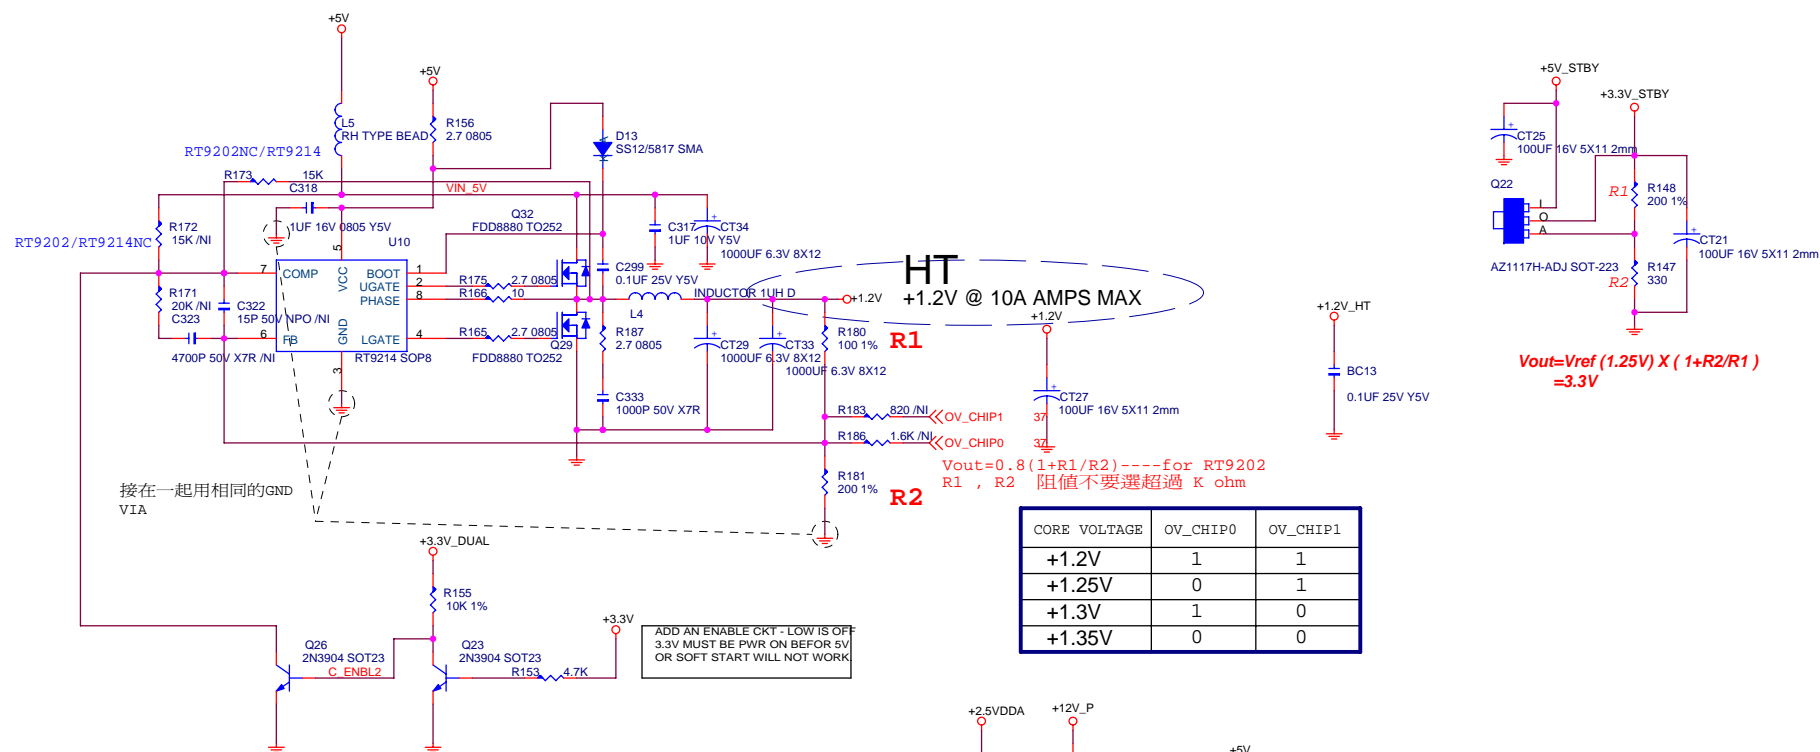 +5V
+5V
L5
RH TYPE BEAD
R156
2.7 0805
D13
SS12/5817 SMA
RT9202NC/RT9214
R173
15K
C318
VIN_5V
1UF 16V 0805 Y5V
R172
15K /NI
RT9202/RT9214NC
U10
Q32
FDD8880 TO252
C317
1UF 10V Y5V
CT34
1000UF 6.3V 8X12
7
COMP
5
VCC
BOOT
1
UGATE
2
PHASE
8
GND
3
6
FB
LGATE
4
RT9214 SOP8
R175
2.7 0805
R166
10
R165
2.7 0805
Q29
FDD8880 TO252
C299
0.1UF 25V Y5V
INDUCTOR 1UH D
L4
R171
20K /NI
C322
15P 50V NPO /NI
C323
4700P 50V X7R /NI
R187
2.7 0805
C333
1000P 50V X7R
CT29
1000UF 6.3V 8X12
CT33
1000UF 6.3V 8X12
+1.2V
HT
+1.2V @ 10A AMPS MAX
R180
100 1%
R1
+1.2V
CT27
100UF 16V 5X11 2mm
R183
820 /NI
OV_CHIP1
37
R186
1.6K /NI
OV_CHIP0
37
Vout=0.8(1+R1/R2)----for RT9202
R1 , R2 阻值不要選超過 K ohm
R181
200 1%
R2
接在一起用相同的GND
VIA
+1.2V_HT
BC13
0.1UF 25V Y5V
+5V_STBY
+3.3V_STBY
CT25
100UF 16V 5X11 2mm
Q22
I
O
A
AZ1117H-ADJ SOT-223
R1
R148
200 1%
R2
R147
330
CT21
100UF 16V 5X11 2mm
Vout=Vref (1.25V) X ( 1+R2/R1 )
=3.3V
CORE VOLTAGE OV_CHIP0 OV_CHIP1
+1.2V 1 1
+1.25V 0 1
+1.3V 1 0
+1.35V 0 0
+3.3V_DUAL
R155
10K 1%
Q26
2N3904 SOT23
C_ENBL2
Q23
2N3904 SOT23
R153
4.7K
+3.3V
ADD AN ENABLE CKT - LOW IS OFF
3.3V MUST BE PWR ON BEFOR 5V
OR SOFT START WILL NOT WORK.
+2.5VDDA
+12V_P
+5V